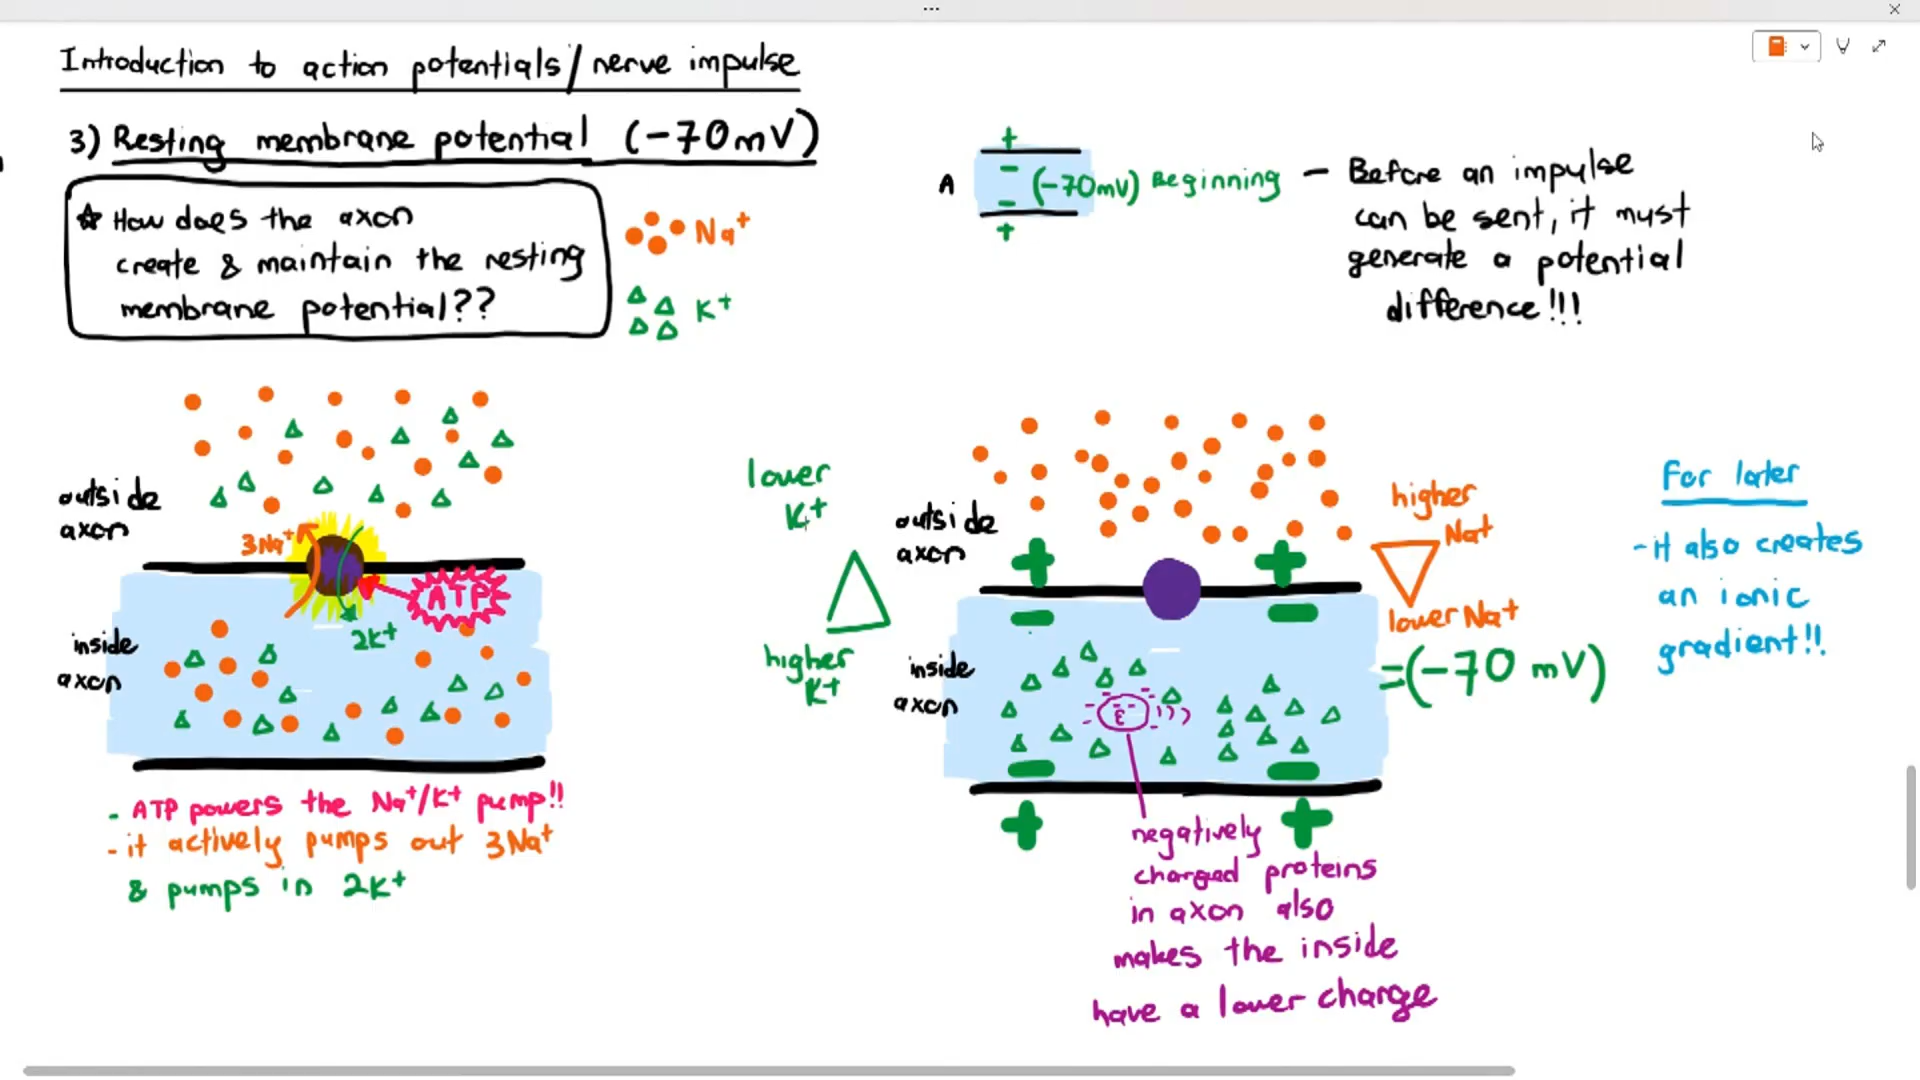 Introduction to action potentials/nerve impulse
3) Resting membrane potential (-70mV)
☆ How does the axon
create & maintain the resting
membrane potential??
Na+
K+
A
+
-
(-70mV) Beginning
-
+
- Before an impulse
can be sent, it must
generate a potential
difference!!!
outside
axon
3Na+
ATP
2K+
inside
axon
- ATP powers the Na+/K+ pump!!
- it actively pumps out 3Na+
& pumps in 2K+
lower
K+
higher
K+
outside
axon
inside
axon
higher
Na+
lower Na+
=(-70 mV)
negatively
charged proteins
in axon also
makes the inside
have a lower charge
For later
- it also creates
an ionic
gradient!!